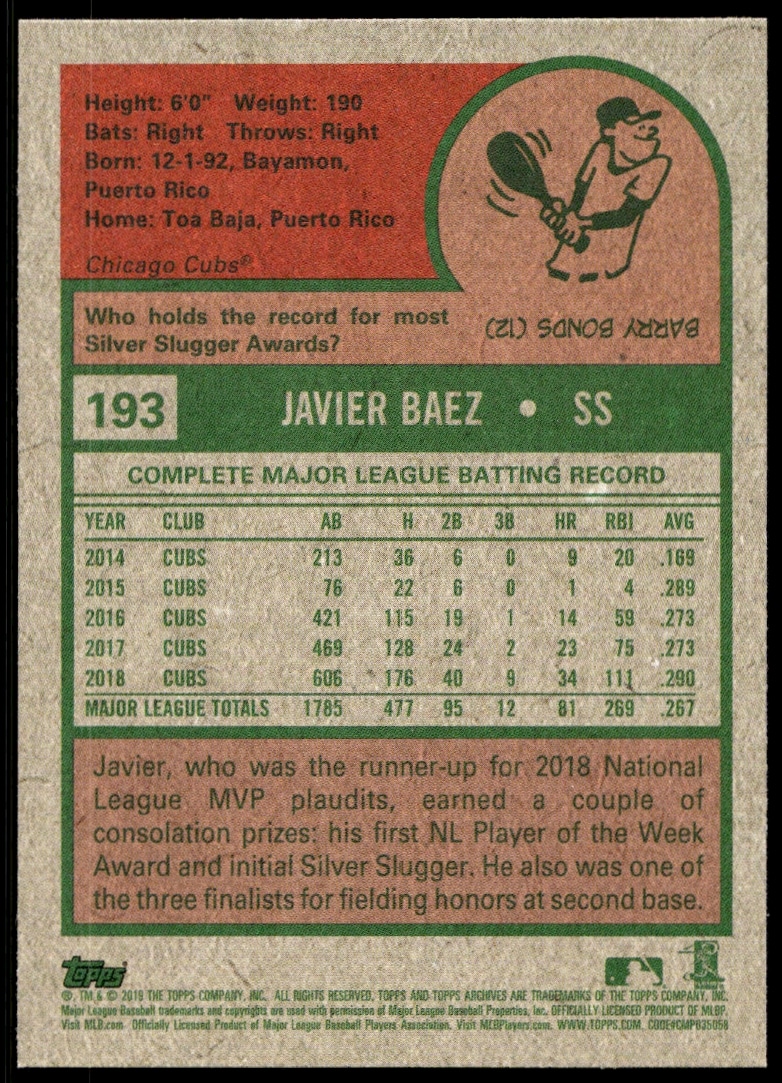 Height: 6'0" Weight: 190
Bats: Right Throws: Right
Born: 12-1-92, Bayamon,
Puerto Rico
Home: Toa Baja, Puerto Rico
Chicago Cubs®
Who holds the record for most
Silver Slugger Awards?
BARRY BONDS (12)
193 JAVIER BAEZ • SS
COMPLETE MAJOR LEAGUE BATTING RECORD
YEAR CLUB AB H 2B 3B HR RBI AVG
2014 CUBS 213 36 6 0 9 20 .169
2015 CUBS 76 22 6 0 1 4 .289
2016 CUBS 421 115 19 1 14 59 .273
2017 CUBS 469 128 24 2 23 75 .273
2018 CUBS 606 176 40 9 34 111 .290
MAJOR LEAGUE TOTALS 1785 477 95 12 81 269 .267
Javier, who was the runner-up for 2018 National
League MVP plaudits, earned a couple of
consolation prizes: his first NL Player of the Week
Award and initial Silver Slugger. He also was one of
the three finalists for fielding honors at second base.
Topps
®, TM & © 2019 THE TOPPS COMPANY, INC. ALL RIGHTS RESERVED. TOPPS AND TOPPS ARCHIVES ARE TRADEMARKS OF THE TOPPS COMPANY, INC.
Major League Baseball trademarks and copyrights are used with permission of Major League Baseball Properties, Inc. OFFICIALLY LICENSED PRODUCT OF MLBP.
Visit MLB.com Officially Licensed Product of Major League Baseball Players Association. Visit MLBPlayers.com. WWW.TOPPS.COM. CODE#CMP035058